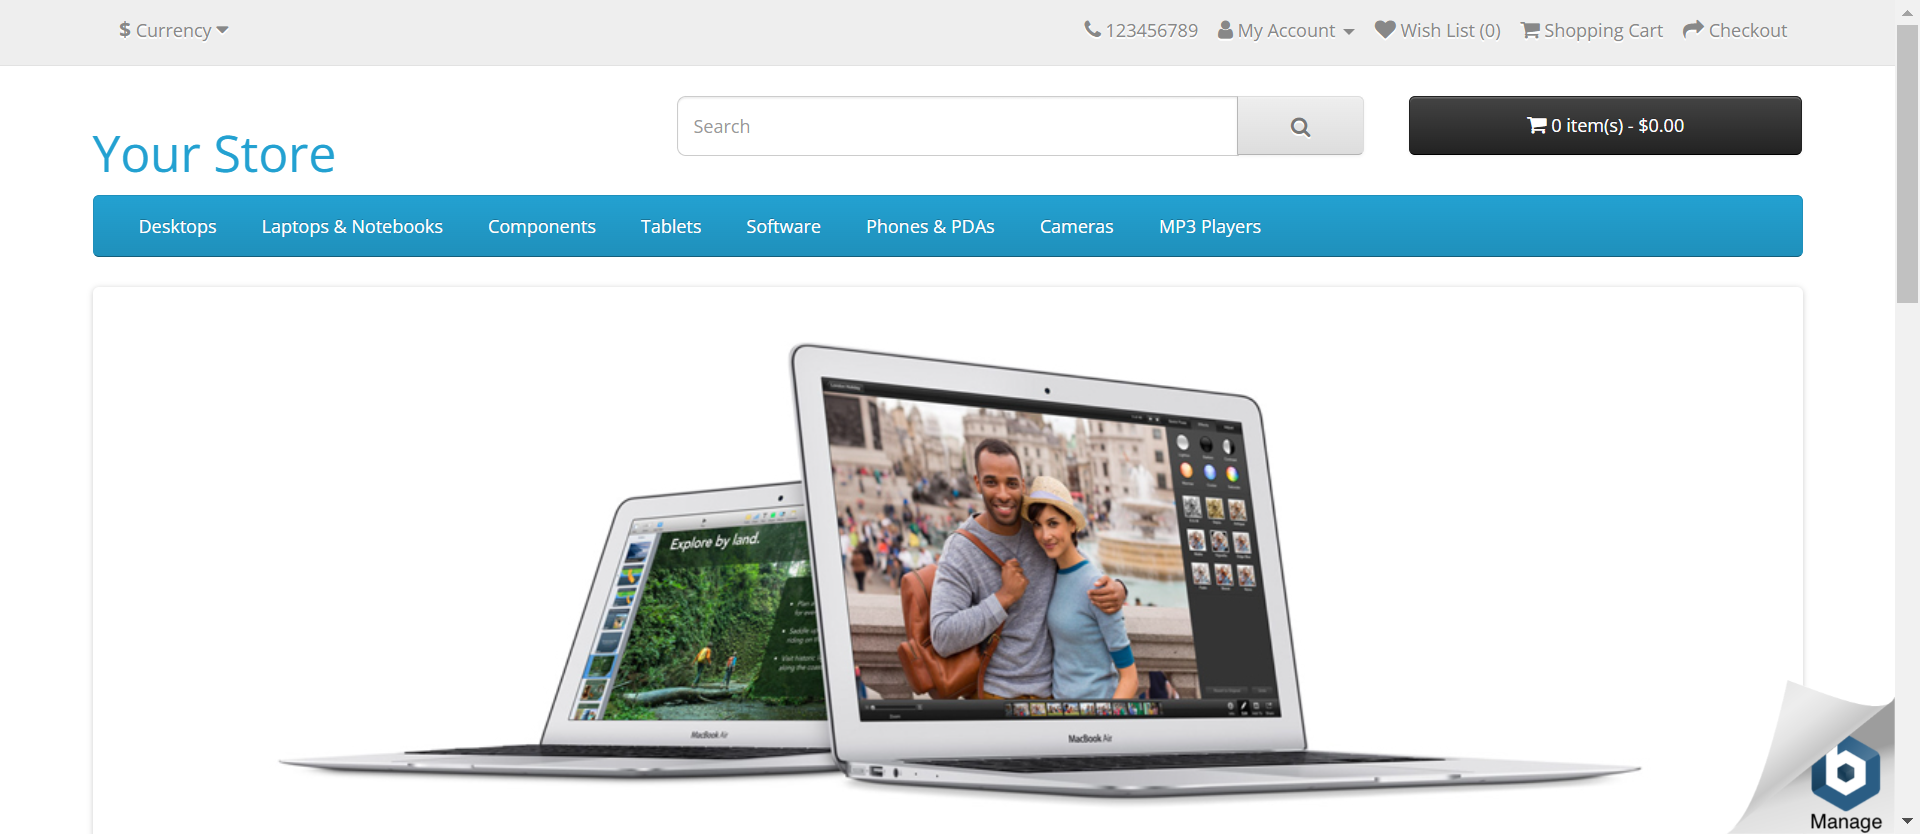 $ Currency
123456789 My Account Wish List (0) Shopping Cart Checkout
Your Store
Search
0 item(s) - $0.00
Desktops Laptops & Notebooks Components Tablets Software Phones & PDAs Cameras MP3 Players
Explore by land.
MacBook Air
MacBook Air
Manage